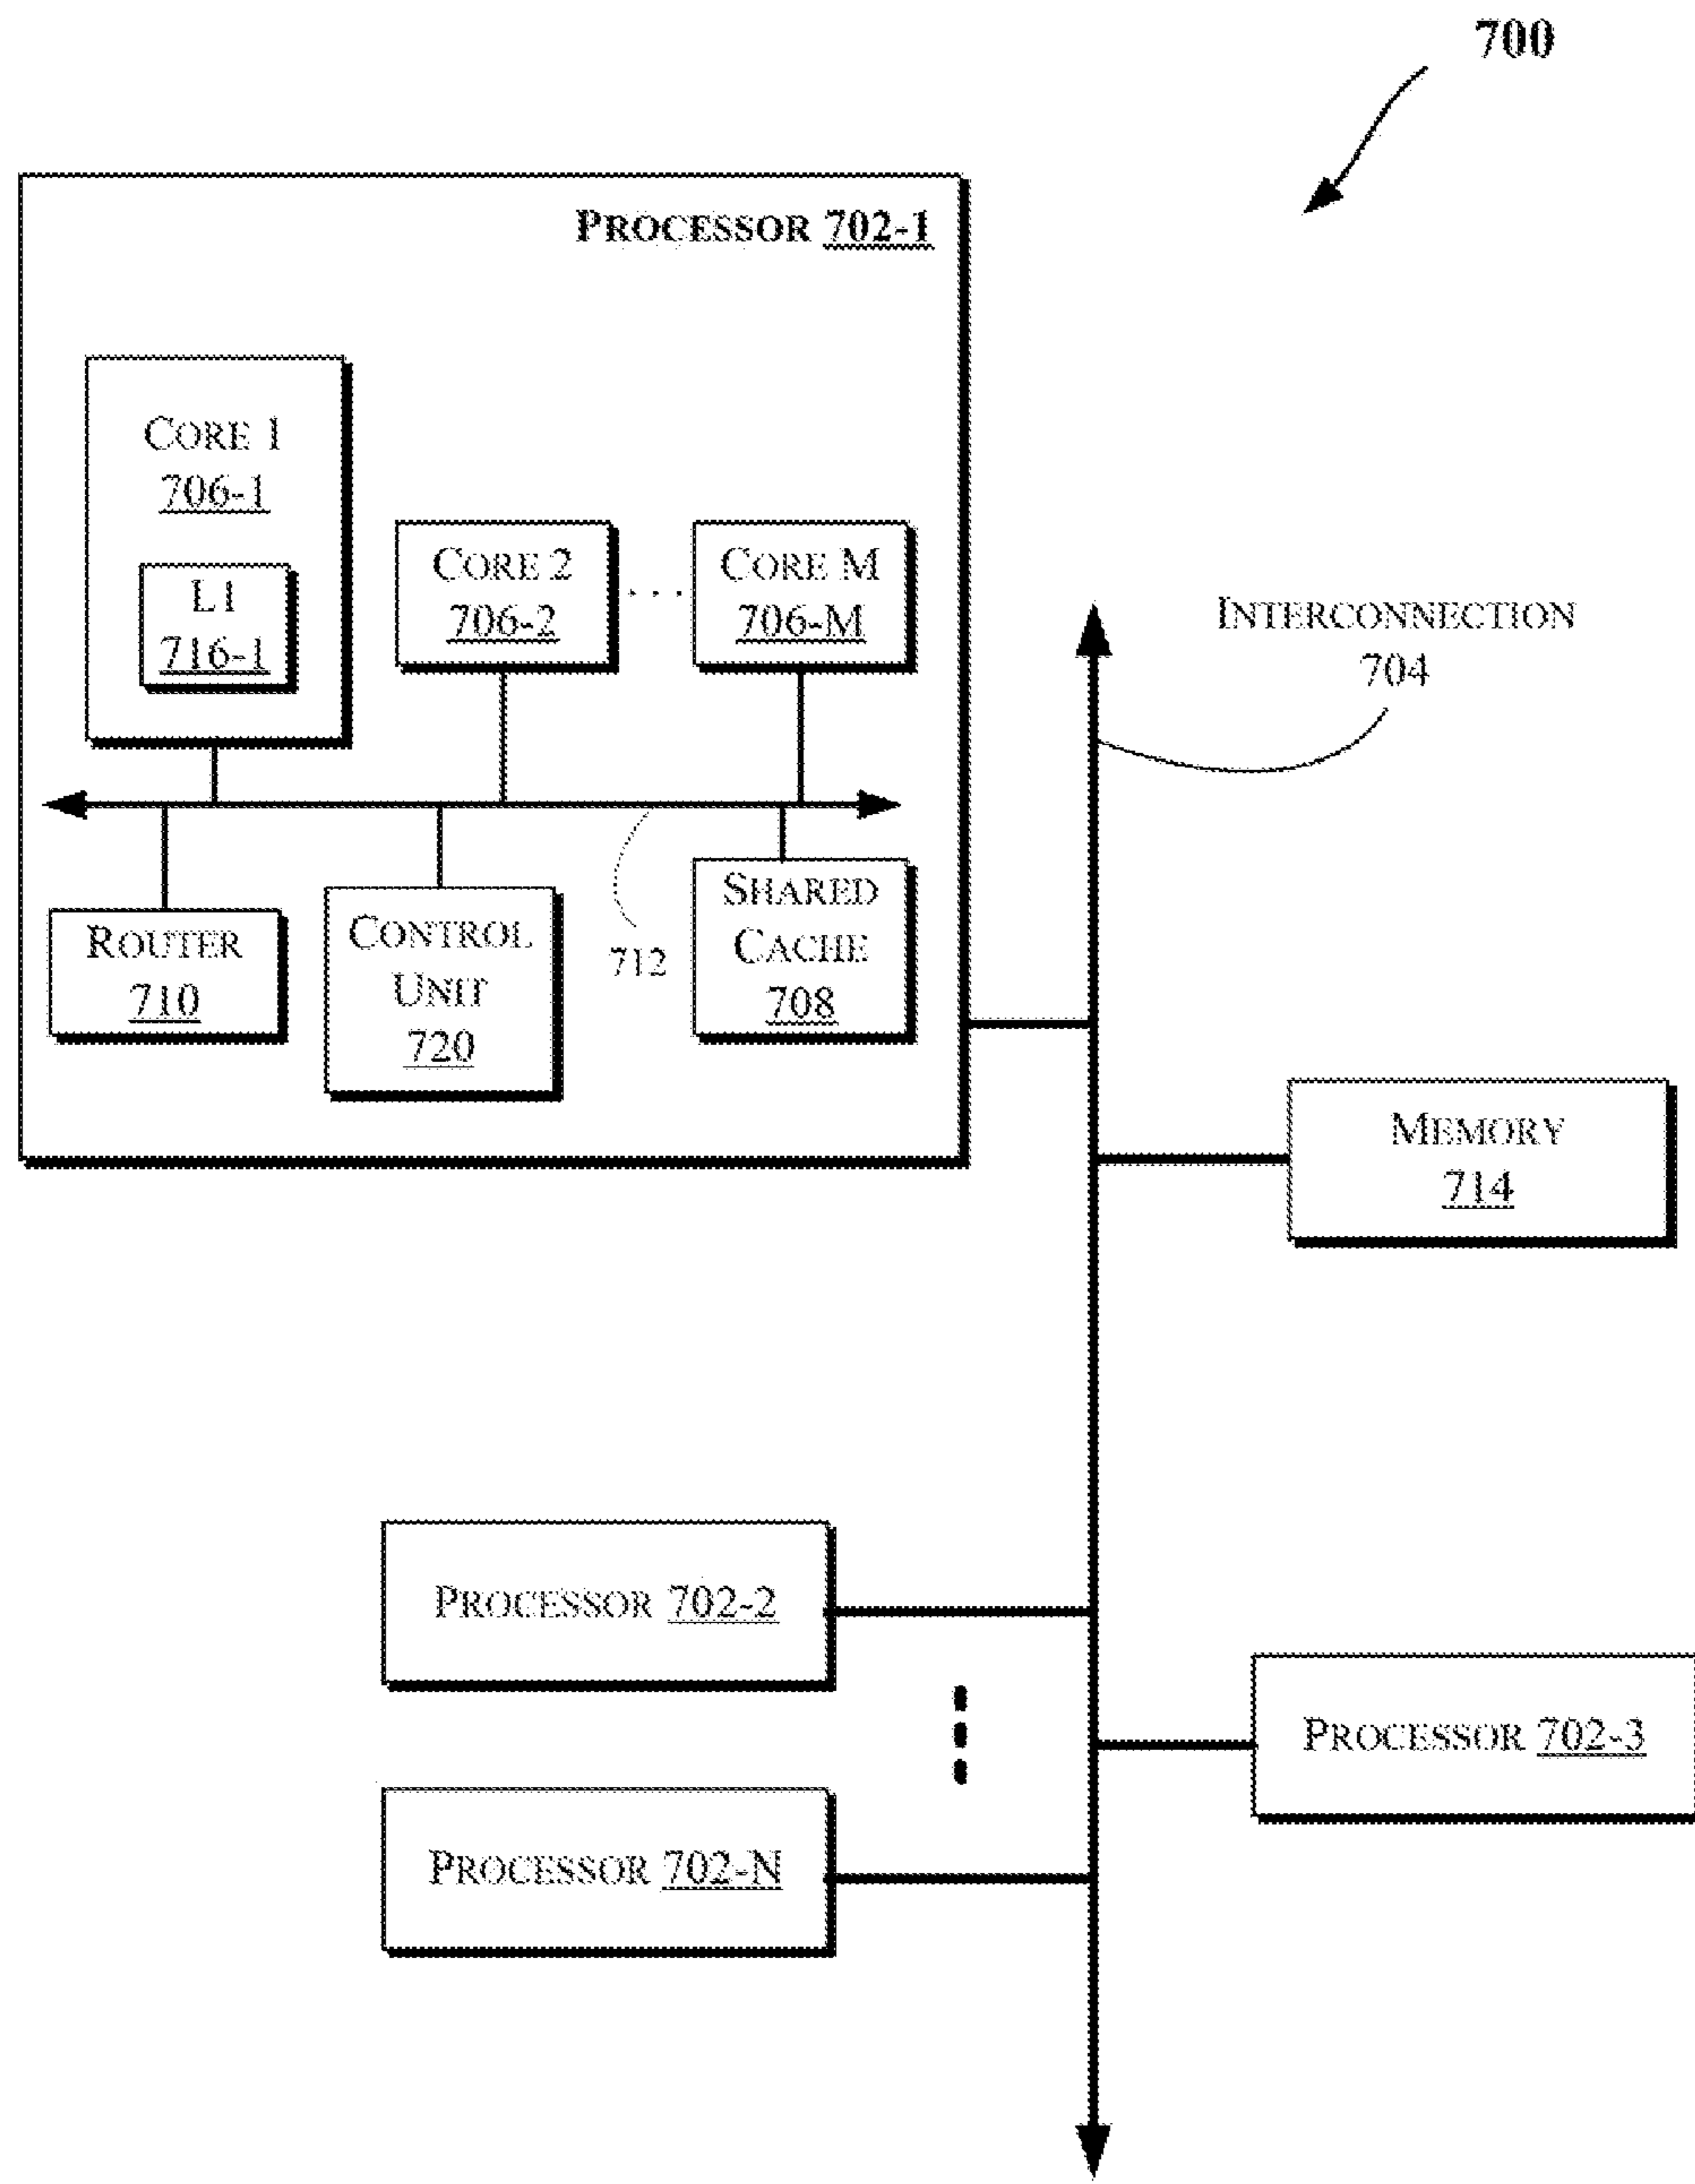 700
PROCESSOR 702-1
CORE 1
706-1
L1
716-1
CORE 2
706-2
. . .
CORE M
706-M
INTERCONNECTION
704
ROUTER
710
CONTROL
UNIT
720
712
SHARED
CACHE
708
MEMORY
714
PROCESSOR 702-2
PROCESSOR 702-3
PROCESSOR 702-N